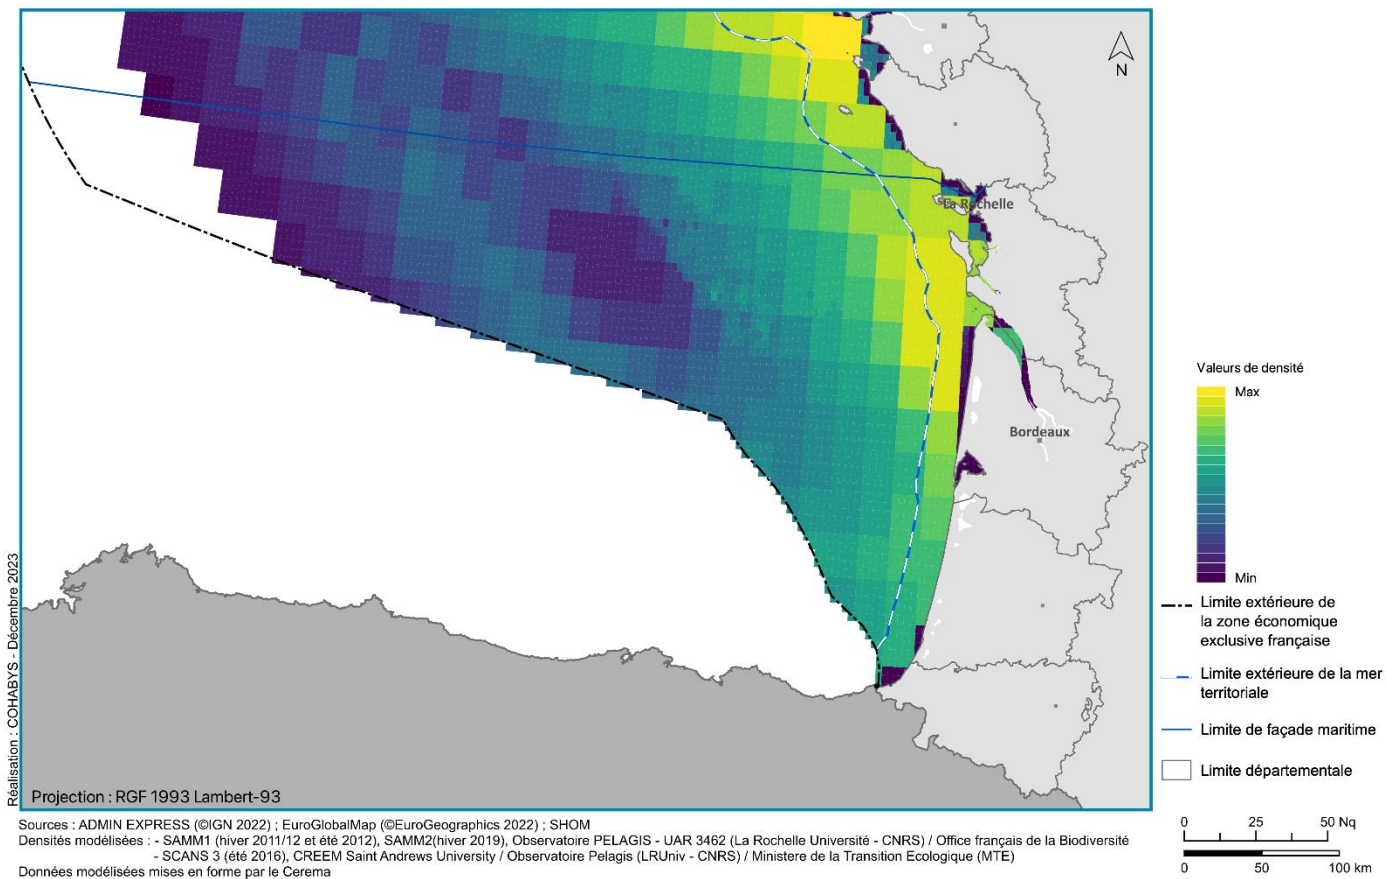 N
La Rochelle
Bordeaux
Valeurs de densité
Max
Min
Limite extérieure de
la zone économique
exclusive française
Limite extérieure de la mer
territoriale
Limite de façade maritime
Limite départementale
0 25 50 Nq
0 50 100 km
Réalisation : COHABYS - Décembre 2023
Projection : RGF 1993 Lambert-93
Sources : ADMIN EXPRESS (©IGN 2022) ; EuroGlobalMap (©EuroGeographics 2022) ; SHOM
Densités modélisées : - SAMM1 (hiver 2011/12 et été 2012), SAMM2(hiver 2019), Observatoire PELAGIS - UAR 3462 (La Rochelle Université - CNRS) / Office français de la Biodiversité
- SCANS 3 (été 2016), CREEM Saint Andrews University / Observatoire Pelagis (LRUniv - CNRS) / Ministere de la Transition Ecologique (MTE)
Données modélisées mises en forme par le Cerema